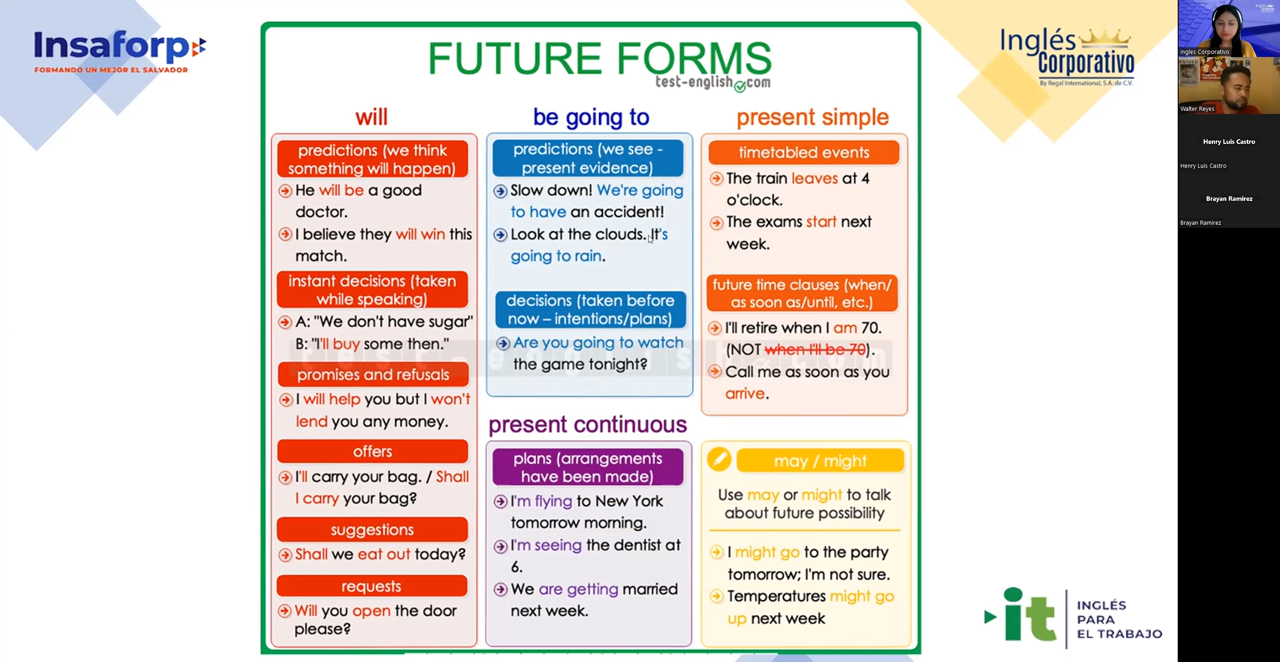 Insaforp
FORMANDO UN MEJOR EL SALVADOR
FUTURE FORMS
test-english.com
Inglés
Corporativo
By Regal International, S.A. de C.V.
will
predictions (we think
something will happen)
He will be a good
doctor.
I believe they will win this
match.
instant decisions (taken
while speaking)
A: "We don't have sugar"
B: "I'll buy some then."
promises and refusals
I will help you but I won't
lend you any money.
offers
I'll carry your bag. / Shall
I carry your bag?
suggestions
Shall we eat out today?
requests
Will you open the door
please?
be going to
predictions (we see -
present evidence)
Slow down! We're going
to have an accident!
Look at the clouds. It's
going to rain.
decisions (taken before
now – intentions/plans)
Are you going to watch
the game tonight?
present continuous
plans (arrangements
have been made)
I'm flying to New York
tomorrow morning.
I'm seeing the dentist at
6.
We are getting married
next week.
present simple
timetabled events
The train leaves at 4
o'clock.
The exams start next
week.
future time clauses (when/
as soon as/until, etc.)
I'll retire when I am 70.
(NOT when I'll be 70).
Call me as soon as you
arrive.
may / might
Use may or might to talk
about future possibility
I might go to the party
tomorrow; I'm not sure.
Temperatures might go
up next week
it
INGLÉS
PARA
EL TRABAJO
Ingles Corporativo
Walter Reyes
Henry Luis Castro
Henry Luis Castro
Brayan Ramirez
Brayan Ramirez